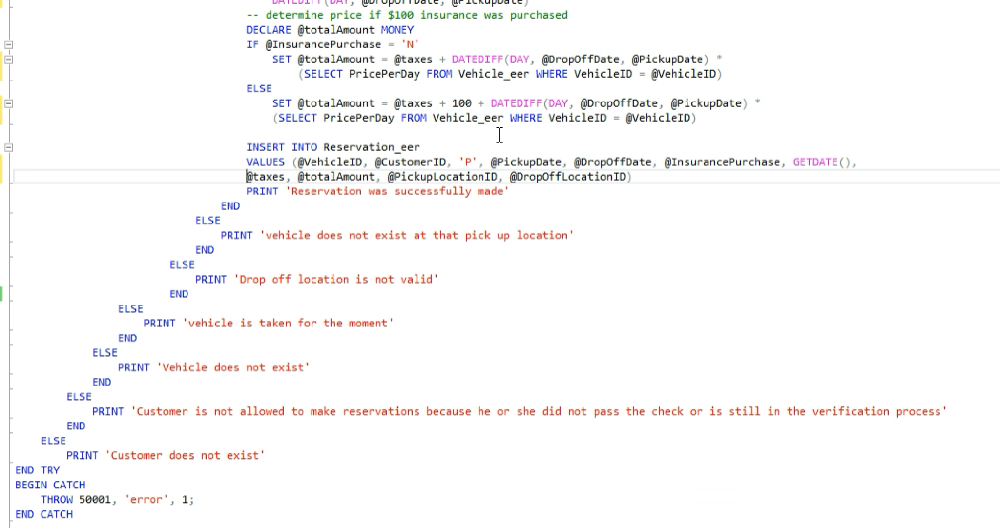 DATEDIFF(DAY, @DropOffDate, @PickupDate)
-- determine price if $100 insurance was purchased
DECLARE @totalAmount MONEY
IF @InsurancePurchase = 'N'
SET @totalAmount = @taxes + DATEDIFF(DAY, @DropOffDate, @PickupDate) *
(SELECT PricePerDay FROM Vehicle_eer WHERE VehicleID = @VehicleID)
ELSE
SET @totalAmount = @taxes + 100 + DATEDIFF(DAY, @DropOffDate, @PickupDate) *
(SELECT PricePerDay FROM Vehicle_eer WHERE VehicleID = @VehicleID)
INSERT INTO Reservation_eer
VALUES (@VehicleID, @CustomerID, 'P', @PickupDate, @DropOffDate, @InsurancePurchase, GETDATE(),
@taxes, @totalAmount, @PickupLocationID, @DropOffLocationID)
PRINT 'Reservation was successfully made'
END
ELSE
PRINT 'vehicle does not exist at that pick up location'
END
ELSE
PRINT 'Drop off location is not valid'
END
ELSE
PRINT 'vehicle is taken for the moment'
END
ELSE
PRINT 'Vehicle does not exist'
END
ELSE
PRINT 'Customer is not allowed to make reservations because he or she did not pass the check or is still in the verification process'
END
ELSE
PRINT 'Customer does not exist'
END TRY
BEGIN CATCH
THROW 50001, 'error', 1;
END CATCH